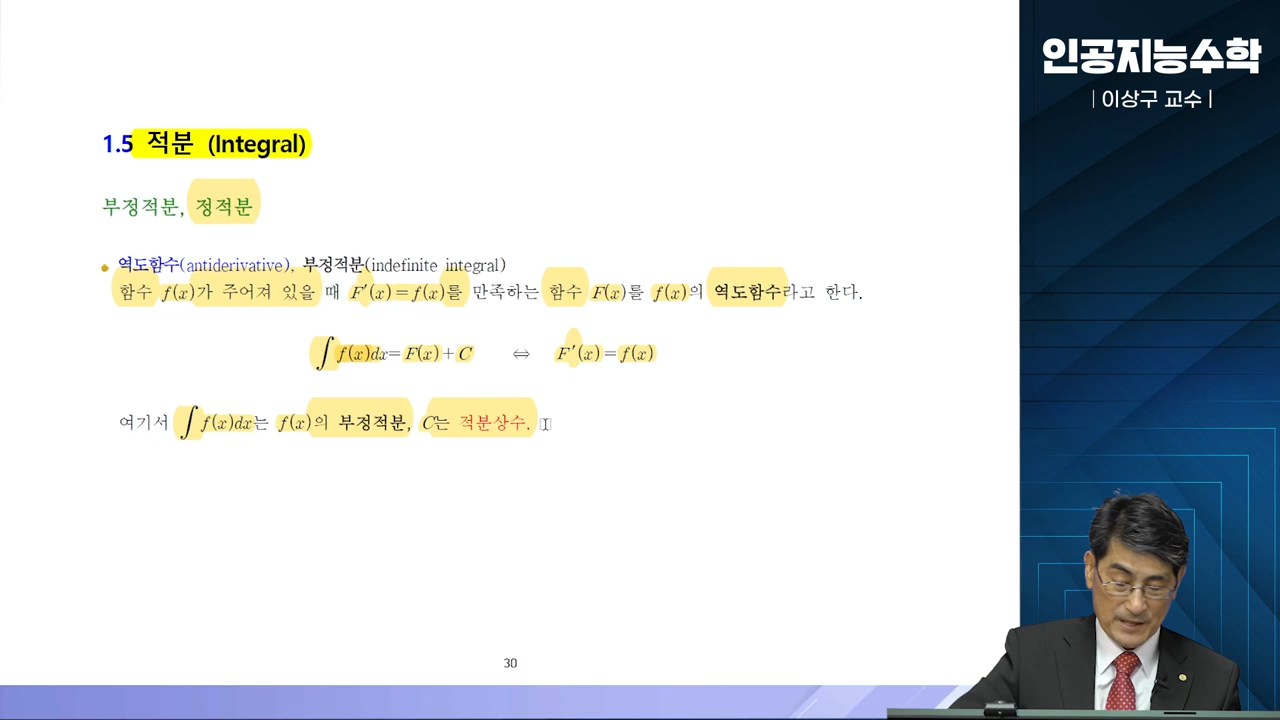 인공지능수학
| 이상구 교수 |
1.5 적분 (Integral)
부정적분, 정적분
• 역도함수(antiderivative), 부정적분(indefinite integral)
함수 f(x)가 주어져 있을 때 F′(x)=f(x)를 만족하는 함수 F(x)를 f(x)의 역도함수라고 한다.
∫f(x)dx=F(x)+C ⇔ F′(x)=f(x)
여기서 ∫f(x)dx는 f(x)의 부정적분, C는 적분상수.
30